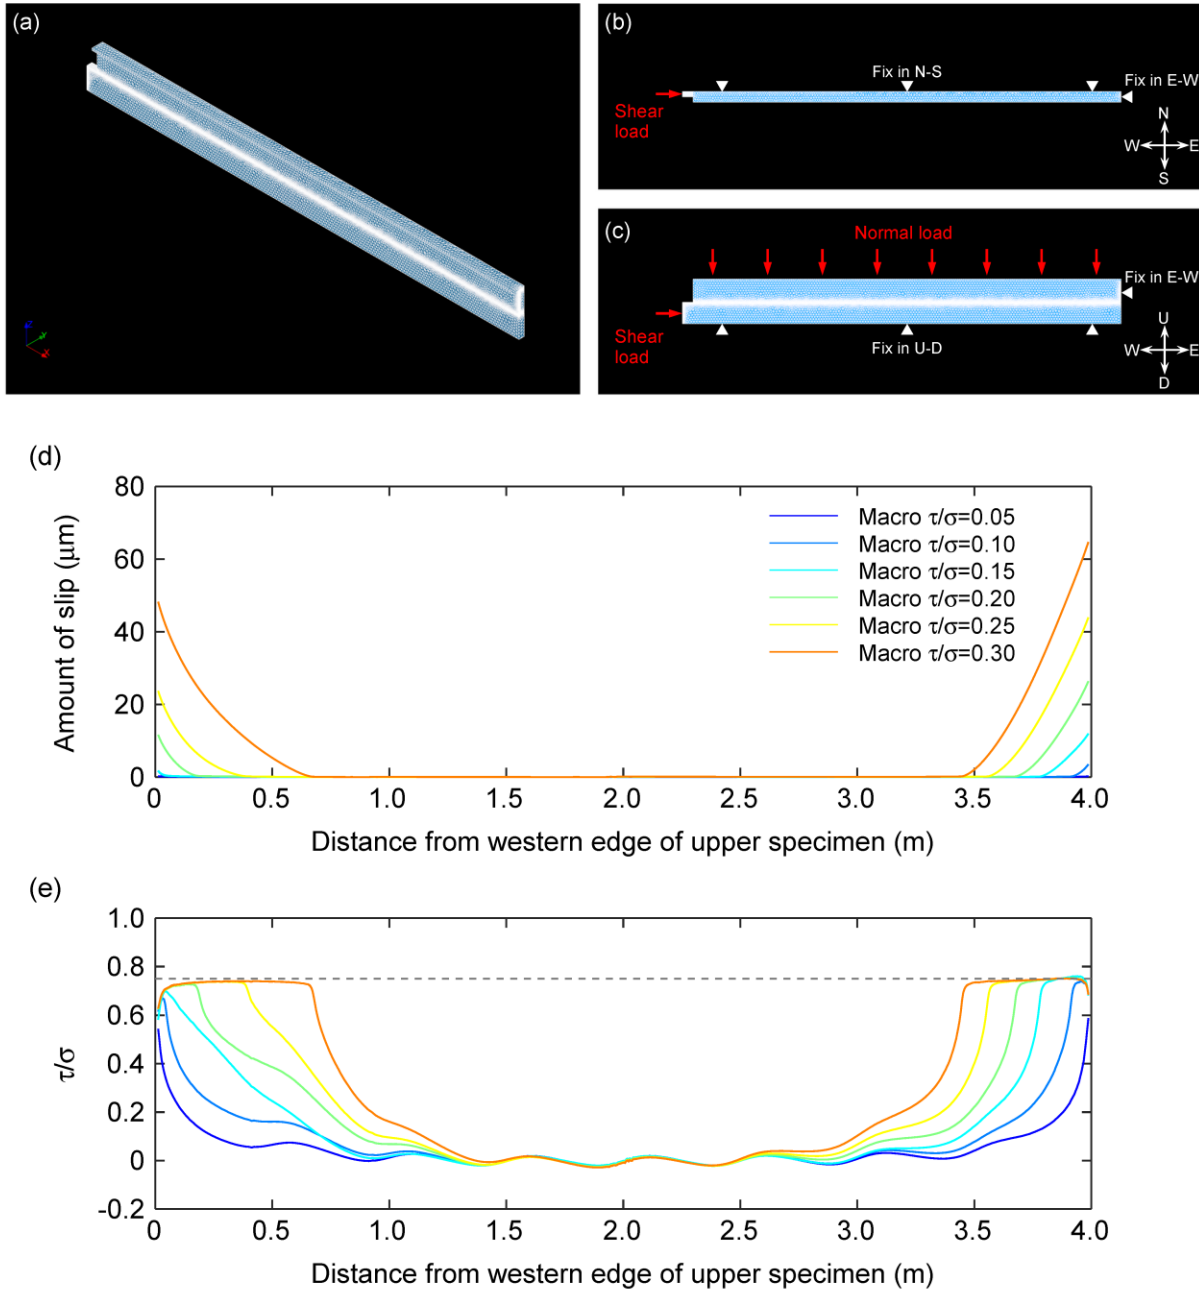 (a)
(b)
Fix in N-S
Fix in E-W
Shear
load
N
W
E
S
(c)
Normal load
Fix in E-W
Shear
load
Fix in U-D
U
W
E
D
(d)
80
60
40
20
0
Amount of slip (μm)
Macro τ/σ=0.05
Macro τ/σ=0.10
Macro τ/σ=0.15
Macro τ/σ=0.20
Macro τ/σ=0.25
Macro τ/σ=0.30
0 0.5 1.0 1.5 2.0 2.5 3.0 3.5 4.0
Distance from western edge of upper specimen (m)
(e)
1.0
0.8
0.6
0.4
0.2
0
-0.2
τ/σ
0 0.5 1.0 1.5 2.0 2.5 3.0 3.5 4.0
Distance from western edge of upper specimen (m)